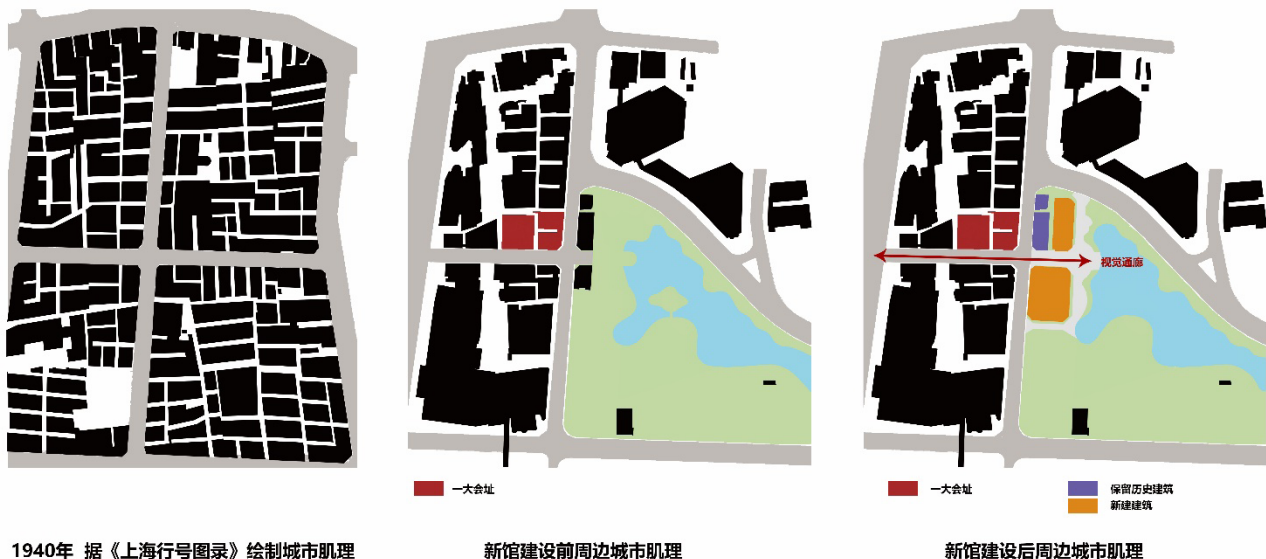 视觉通廊
一大会址
一大会址
保留历史建筑
新建建筑
1940年 据《上海行号图录》绘制城市肌理
新馆建设前周边城市肌理
新馆建设后周边城市肌理